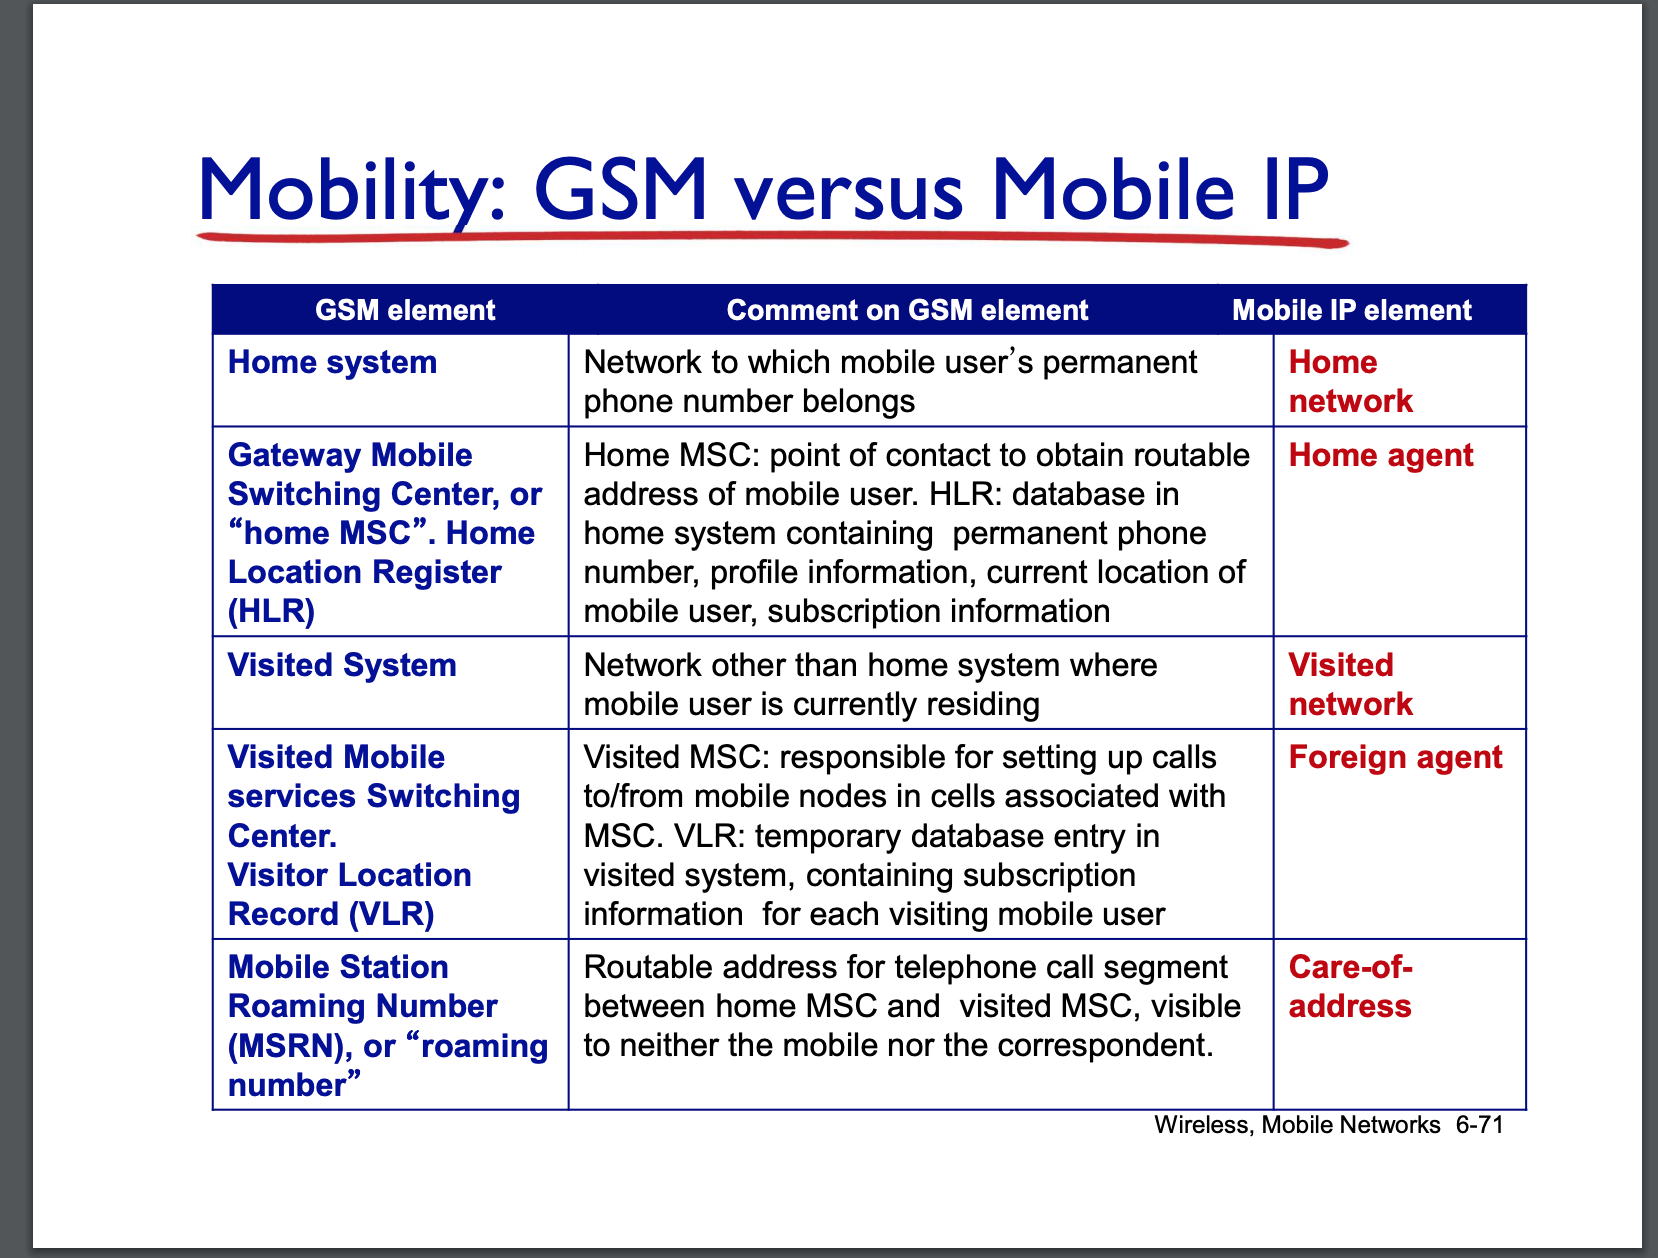 Mobility: GSM versus Mobile IP
GSM element
Comment on GSM element
Mobile IP element
Home system
Network to which mobile user’s permanent
phone number belongs
Home
network
Gateway Mobile
Switching Center, or
“home MSC”. Home
Location Register
(HLR)
Home MSC: point of contact to obtain routable
address of mobile user. HLR: database in
home system containing  permanent phone
number, profile information, current location of
mobile user, subscription information
Home agent
Visited System
Network other than home system where
mobile user is currently residing
Visited
network
Visited Mobile
services Switching
Center.
Visitor Location
Record (VLR)
Visited MSC: responsible for setting up calls
to/from mobile nodes in cells associated with
MSC. VLR: temporary database entry in
visited system, containing subscription
information  for each visiting mobile user
Foreign agent
Mobile Station
Roaming Number
(MSRN), or “roaming
number”
Routable address for telephone call segment
between home MSC and  visited MSC, visible
to neither the mobile nor the correspondent.
Care-of-
address
Wireless, Mobile Networks  6-71